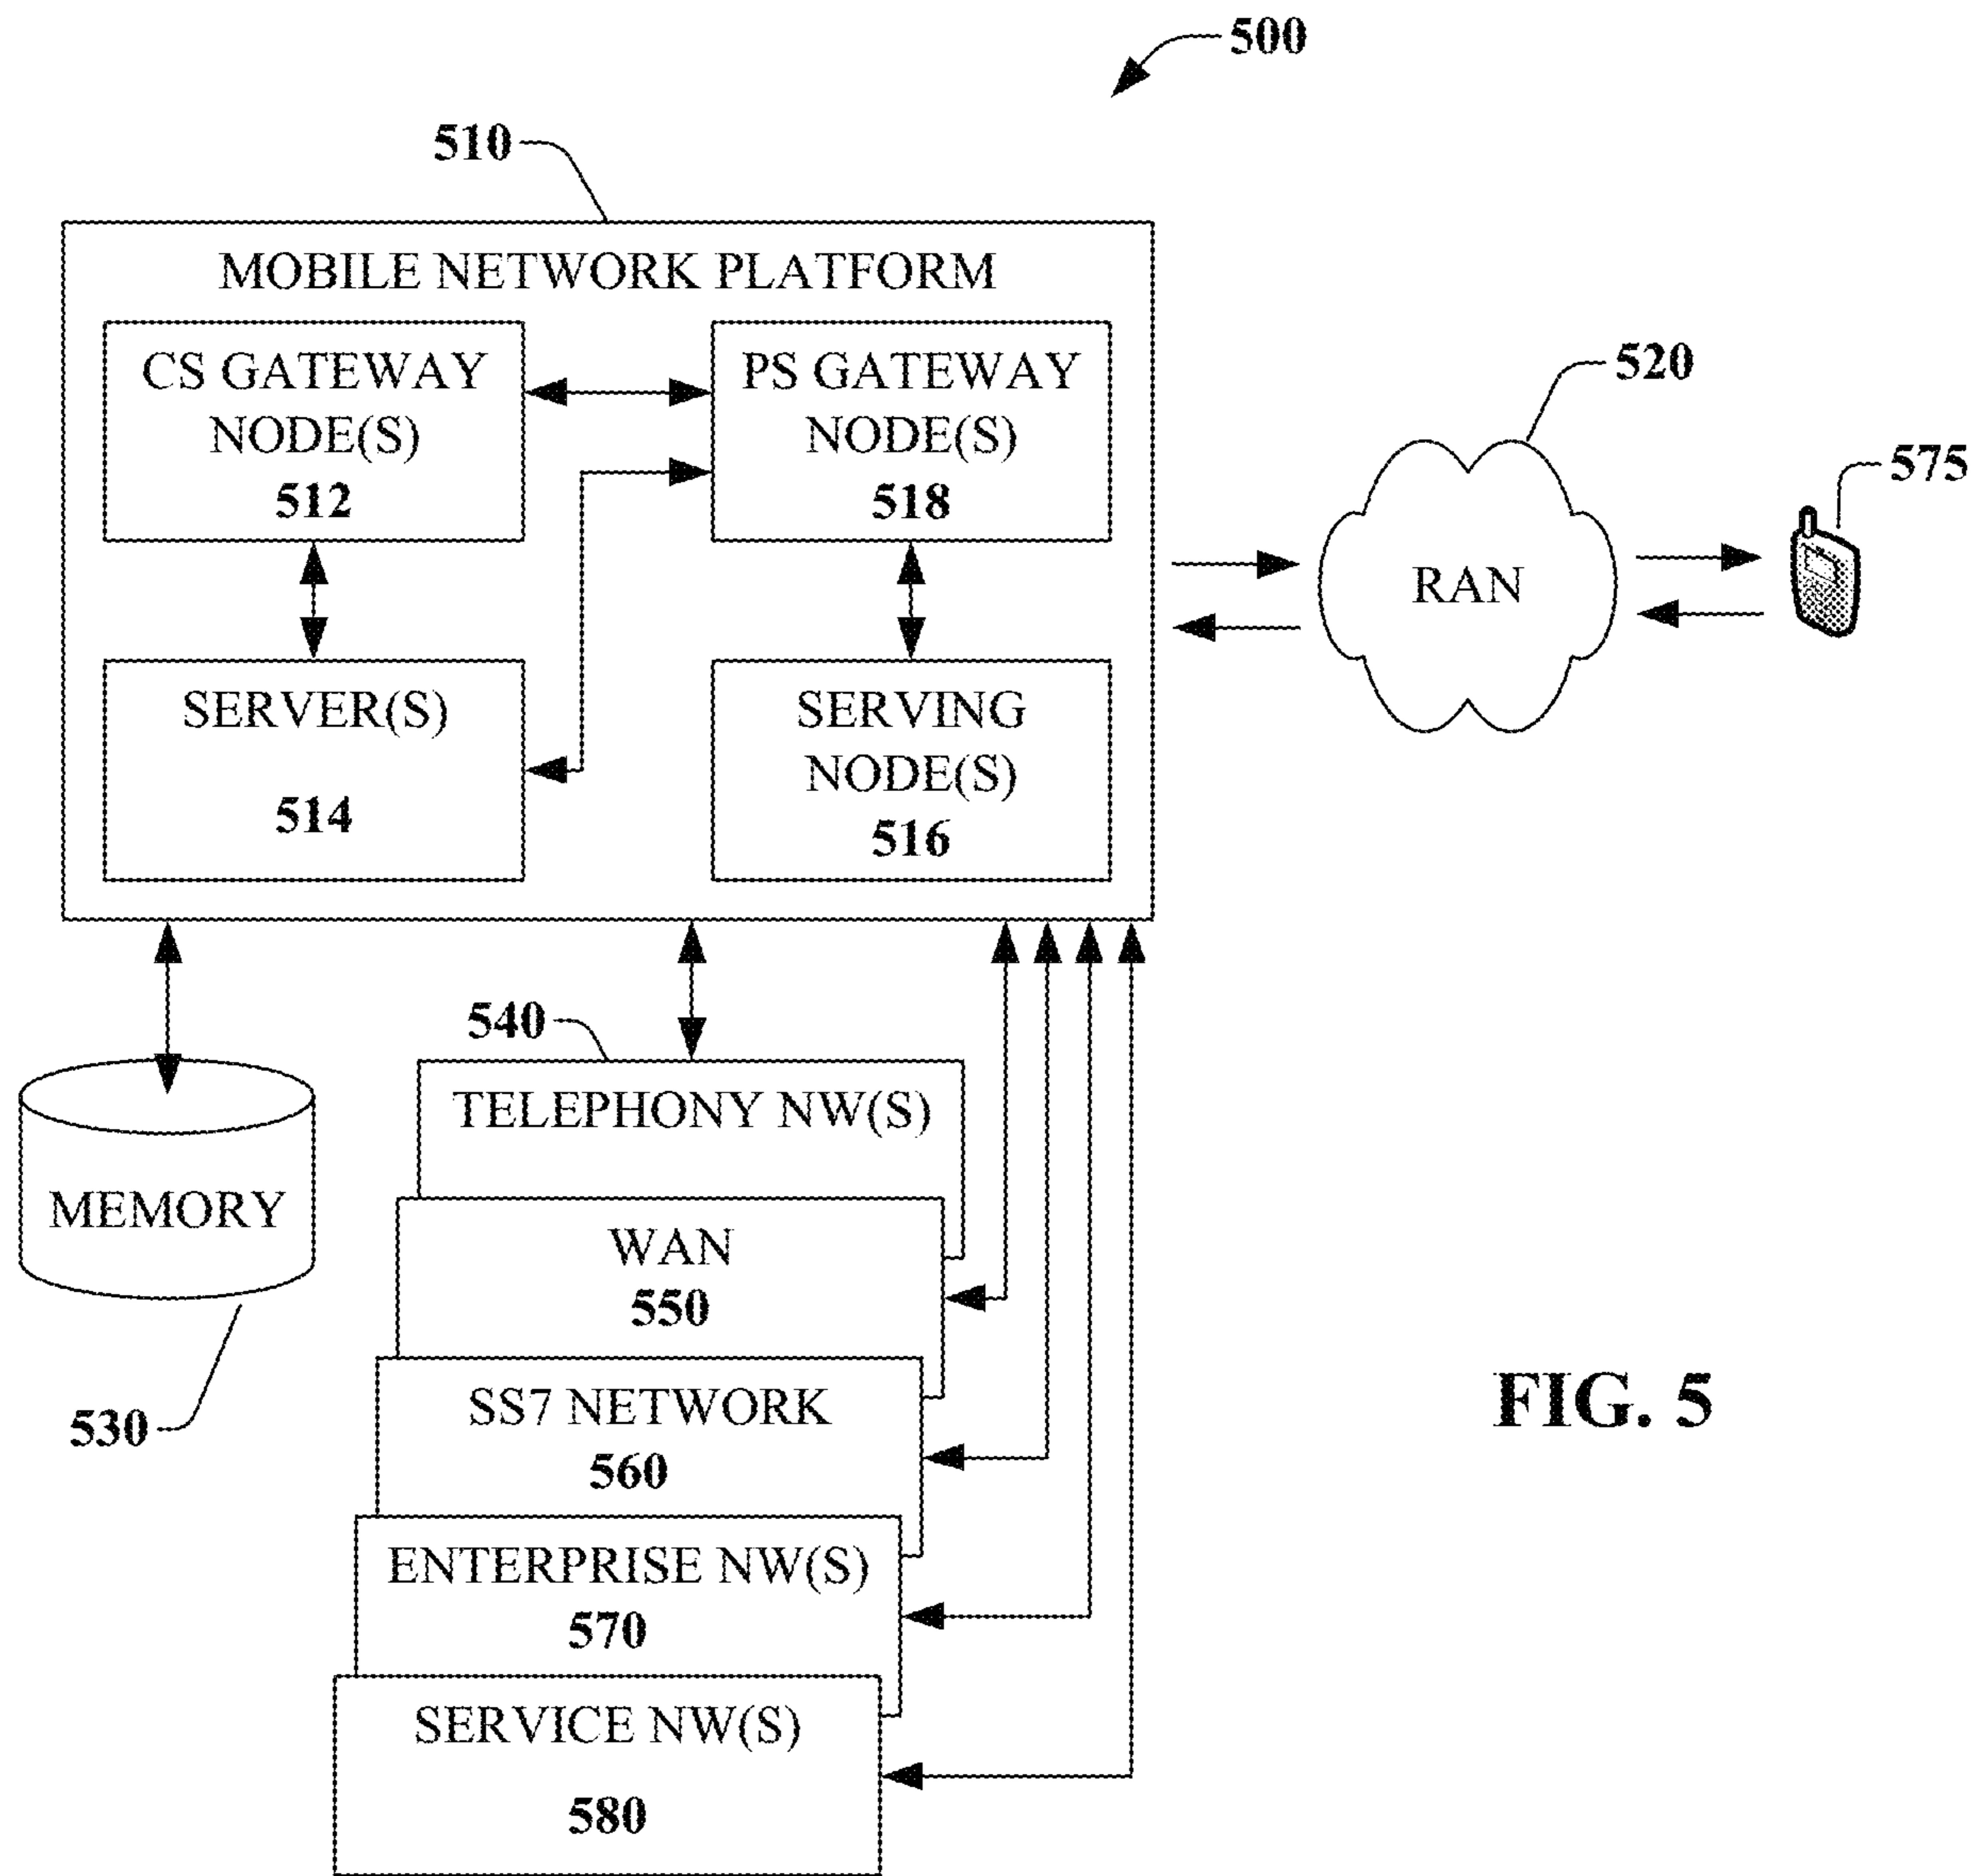 500
510
MOBILE NETWORK PLATFORM
CS GATEWAY
NODE(S)
512
PS GATEWAY
NODE(S)
518
SERVER(S)
514
SERVING
NODE(S)
516
520
RAN
575
540
TELEPHONY NW(S)
MEMORY
530
WAN
550
SS7 NETWORK
560
ENTERPRISE NW(S)
570
SERVICE NW(S)
580
FIG. 5